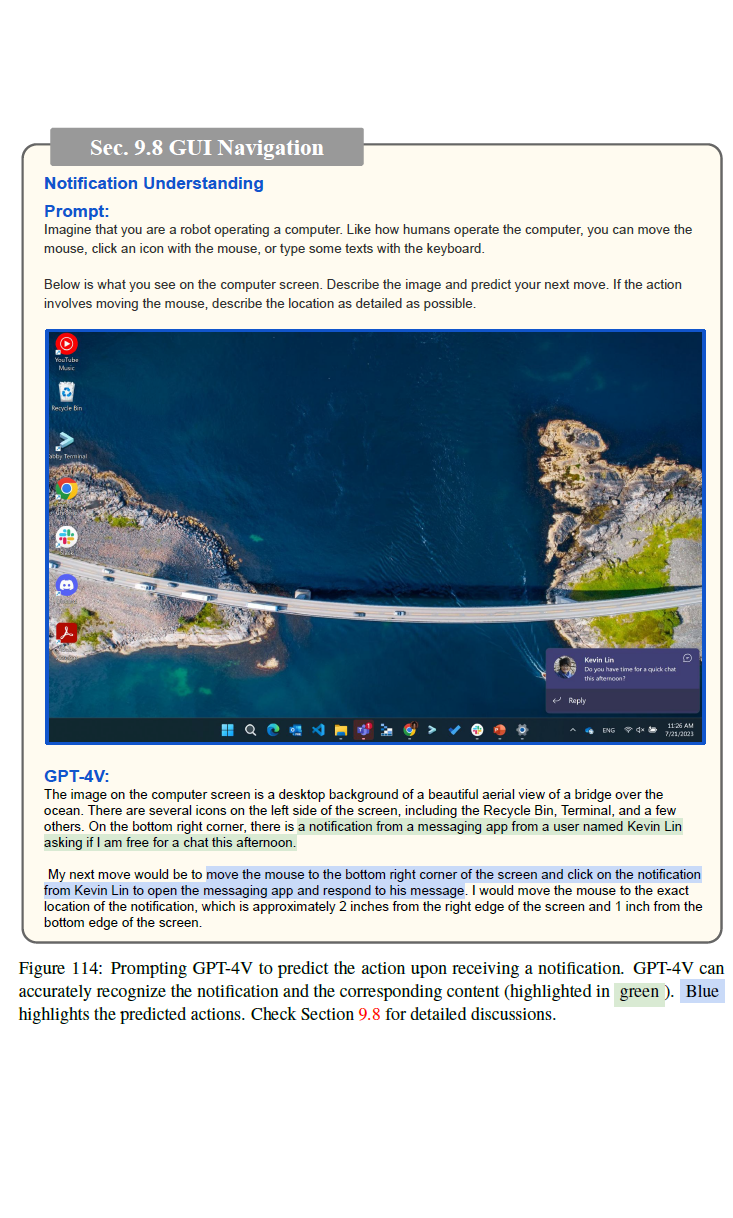 Sec. 9.8 GUI Navigation
Notification Understanding
Prompt:
Imagine that you are a robot operating a computer. Like how humans operate the computer, you can move the
mouse, click an icon with the mouse, or type some texts with the keyboard.
Below is what you see on the computer screen. Describe the image and predict your next move. If the action
involves moving the mouse, describe the location as detailed as possible.
YouTube
Music
Recycle Bin
abby Terminal
Kevin Lin
Do you have time for a quick chat
this afternoon?
Reply
ENG
11:26 AM
7/21/2023
GPT-4V:
The image on the computer screen is a desktop background of a beautiful aerial view of a bridge over the
ocean. There are several icons on the left side of the screen, including the Recycle Bin, Terminal, and a few
others. On the bottom right corner, there is a notification from a messaging app from a user named Kevin Lin
asking if I am free for a chat this afternoon.
My next move would be to move the mouse to the bottom right corner of the screen and click on the notification
from Kevin Lin to open the messaging app and respond to his message. I would move the mouse to the exact
location of the notification, which is approximately 2 inches from the right edge of the screen and 1 inch from the
bottom edge of the screen.
Figure 114: Prompting GPT-4V to predict the action upon receiving a notification. GPT-4V can
accurately recognize the notification and the corresponding content (highlighted in green ). Blue
highlights the predicted actions. Check Section 9.8 for detailed discussions.